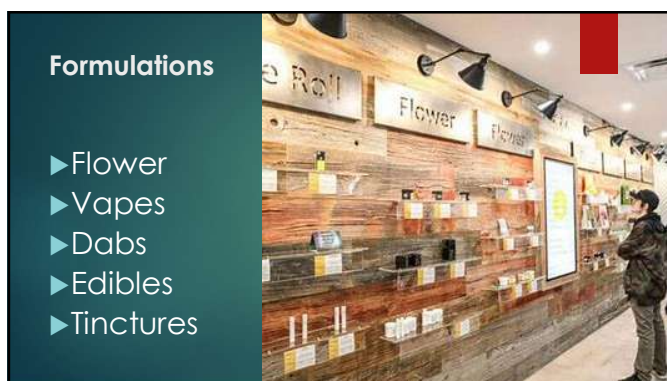 Formulations
Flower
Vapes
Dabs
Edibles
Tinctures
e Roll
Flower
Flower